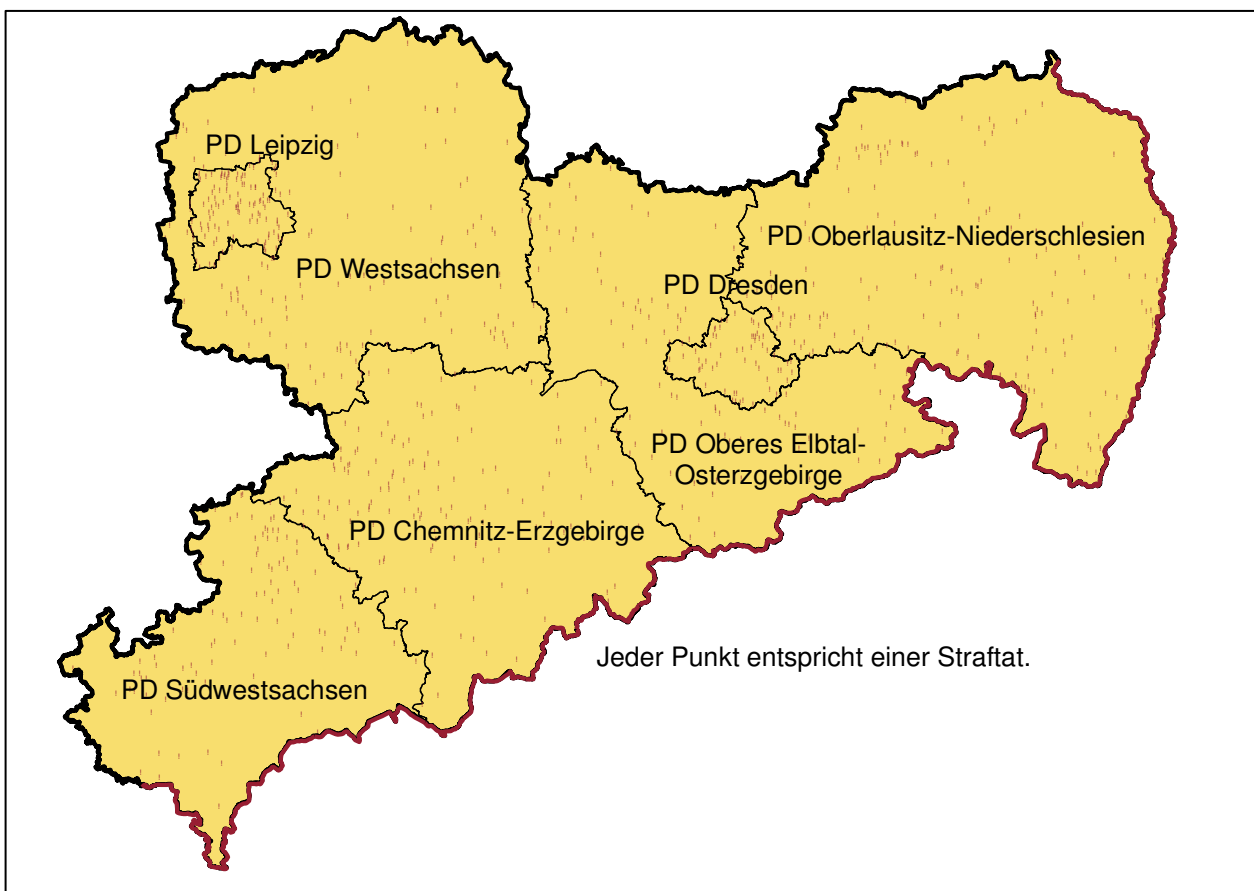 PD Leipzig
PD Westsachsen
PD Oberlausitz-Niederschlesien
PD Dresden
PD Oberes Elbtal-
Osterzgebirge
PD Chemnitz-Erzgebirge
Jeder Punkt entspricht einer Straftat.
PD Südwestsachsen